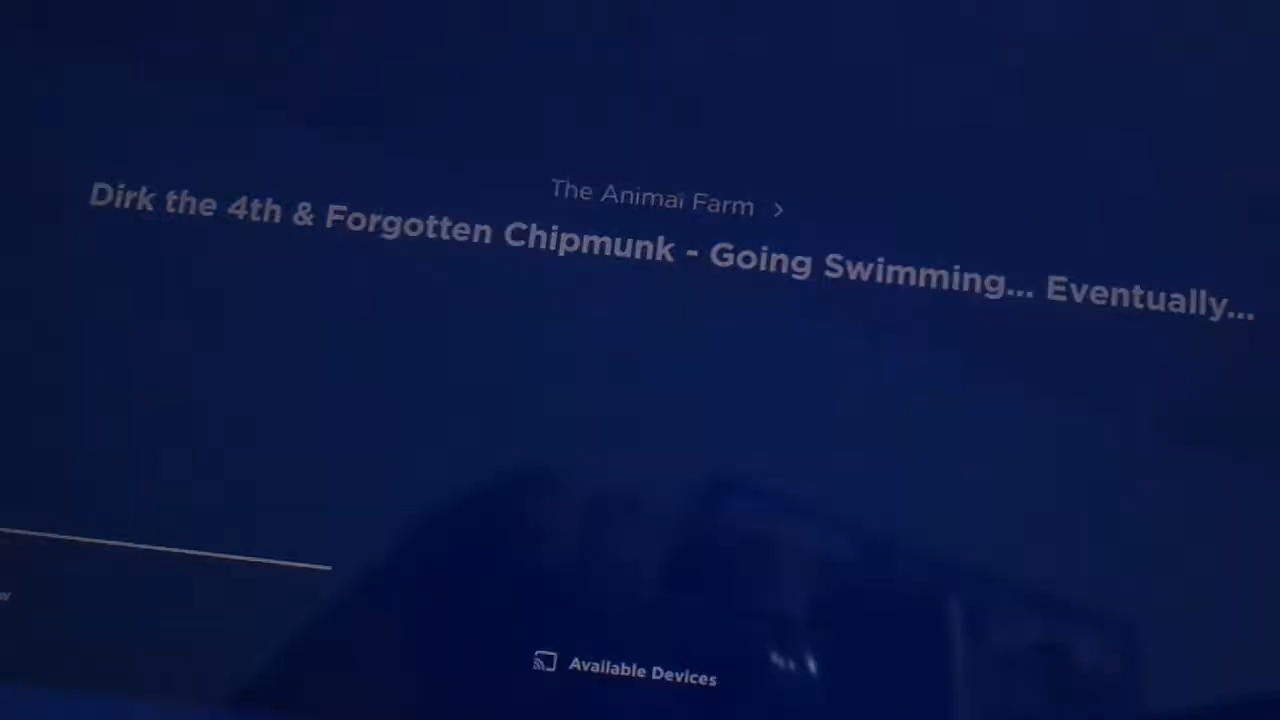 The Animal Farm >
Dirk the 4th & Forgotten Chipmunk - Going Swimming... Eventually...
Available Devices